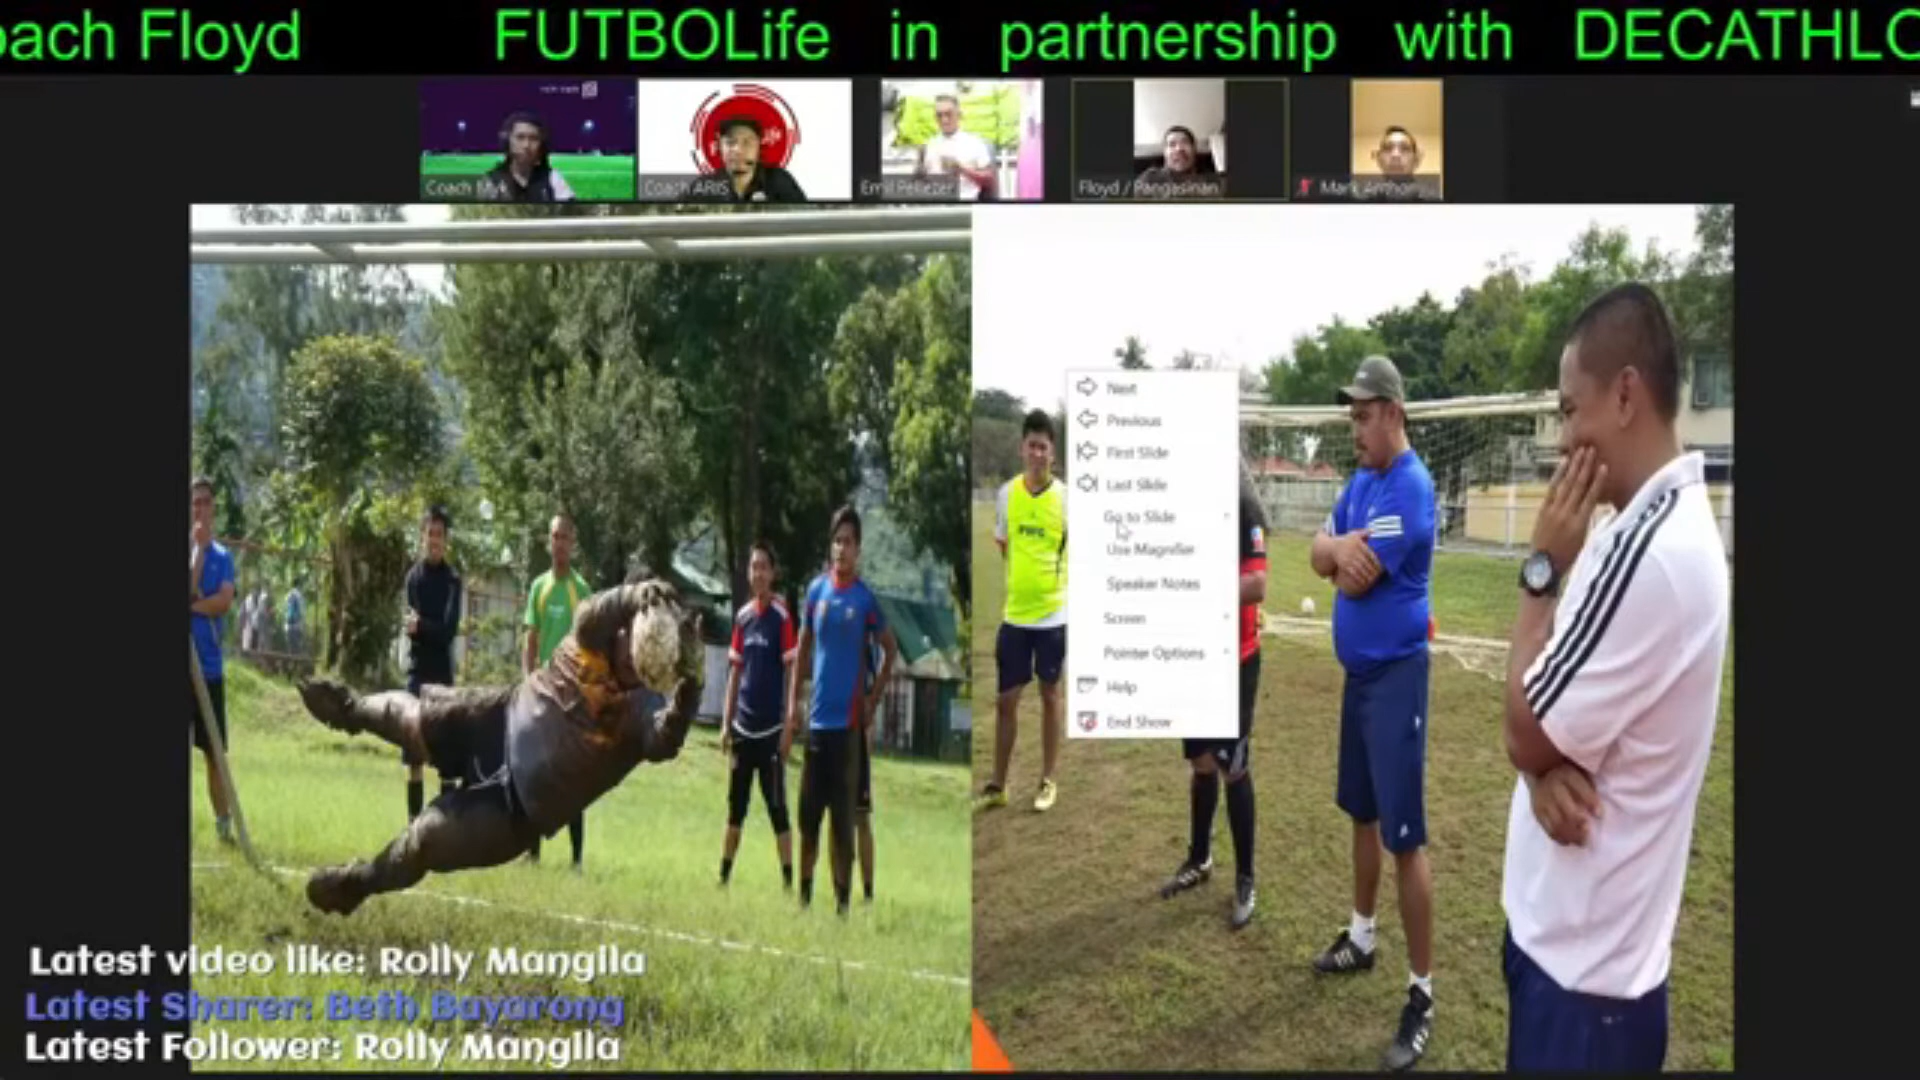 oach Floyd FUTBOLife in partnership with DECATHLO
Coach Myk
Coach ARIS
Emil Pellezer
Floyd / Pangasinan
Mark Anthony
Next
Previous
First Slide
Last Slide
Go to Slide
Use Magnifier
Speaker Notes
Screen
Pointer Options
Help
End Show
Latest video like: Rolly Mangila
Latest Sharer: Beth Bayarong
Latest Follower: Rolly Mangila